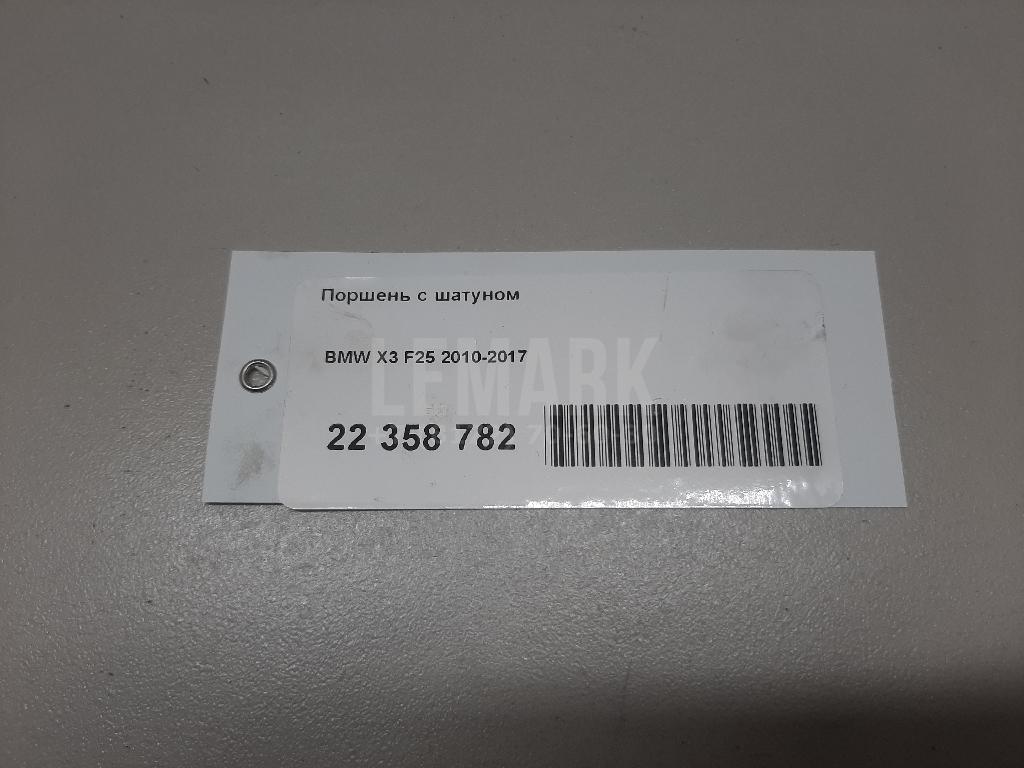 Поршень с шатуном
BMW X3 F25 2010-2017
LEMARK
22 358 782